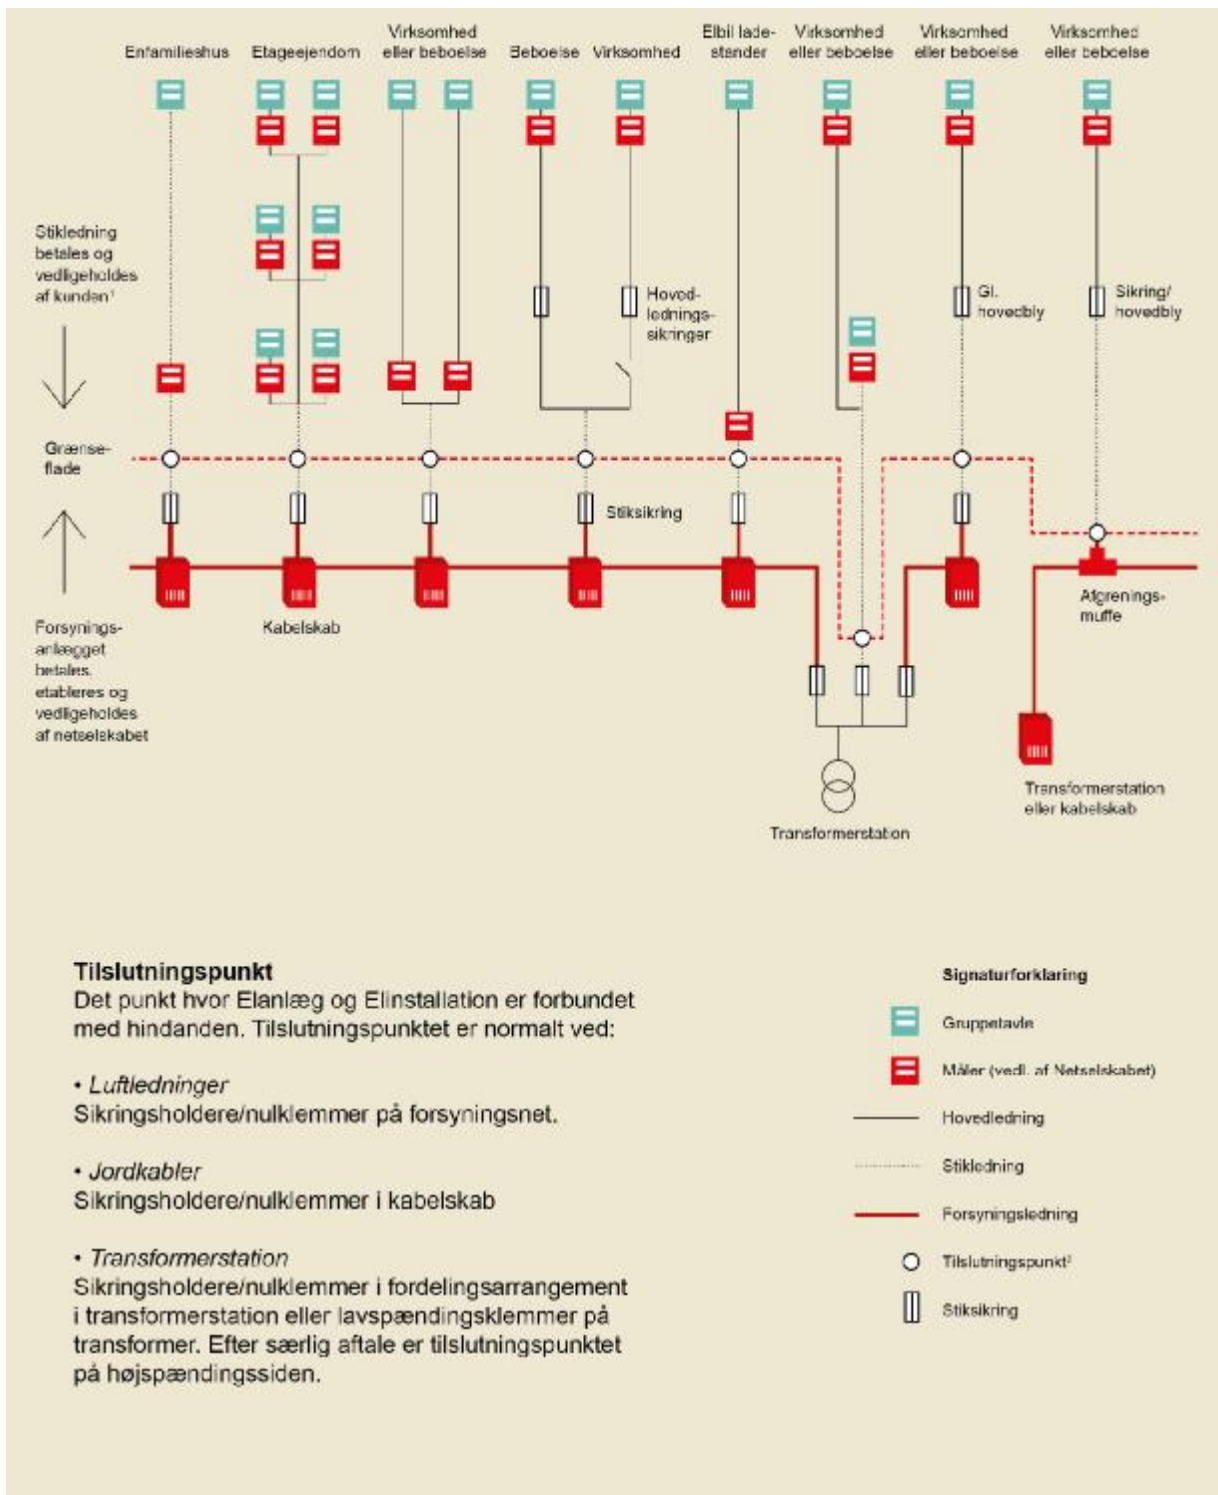 Enfamilieshus
Etageejendom
Virksomhed
eller beboelse
Beboelse
Virksomhed
Elbil lade-
stander
Virksomhed
eller beboelse
Virksomhed
eller beboelse
Virksomhed
eller beboelse
Stikledning
betales og
vedligeholdes
af kunden¹
Hoved-
lednings-
sikringer
Gl.
hovedbly
Sikring/
hovedbly
Grænse-
flade
Stiksikring
Forsynings-
anlægget
betales,
etableres og
vedligeholdes
af netselskabet
Kabelskab
Afgrenings-
muffe
Transformerstation
eller kabelskab
Transformerstation
Tilslutningspunkt
Det punkt hvor Elanlæg og Elinstallation er forbundet
med hindanden. Tilslutningspunktet er normalt ved:
• Luftledninger
Sikringsholdere/nulklemmer på forsyningsnet.
• Jordkabler
Sikringsholdere/nulklemmer i kabelskab
• Transformerstation
Sikringsholdere/nulklemmer i fordelingsarrangement
i transformerstation eller lavspændingsklemmer på
transformer. Efter særlig aftale er tilslutningspunktet
på højspændingssiden.
Signaturforklaring
Gruppetavle
Måler (vedl. af Netselskabet)
Hovedledning
Stikledning
Forsyningsledning
Tilslutningspunkt²
Stiksikring